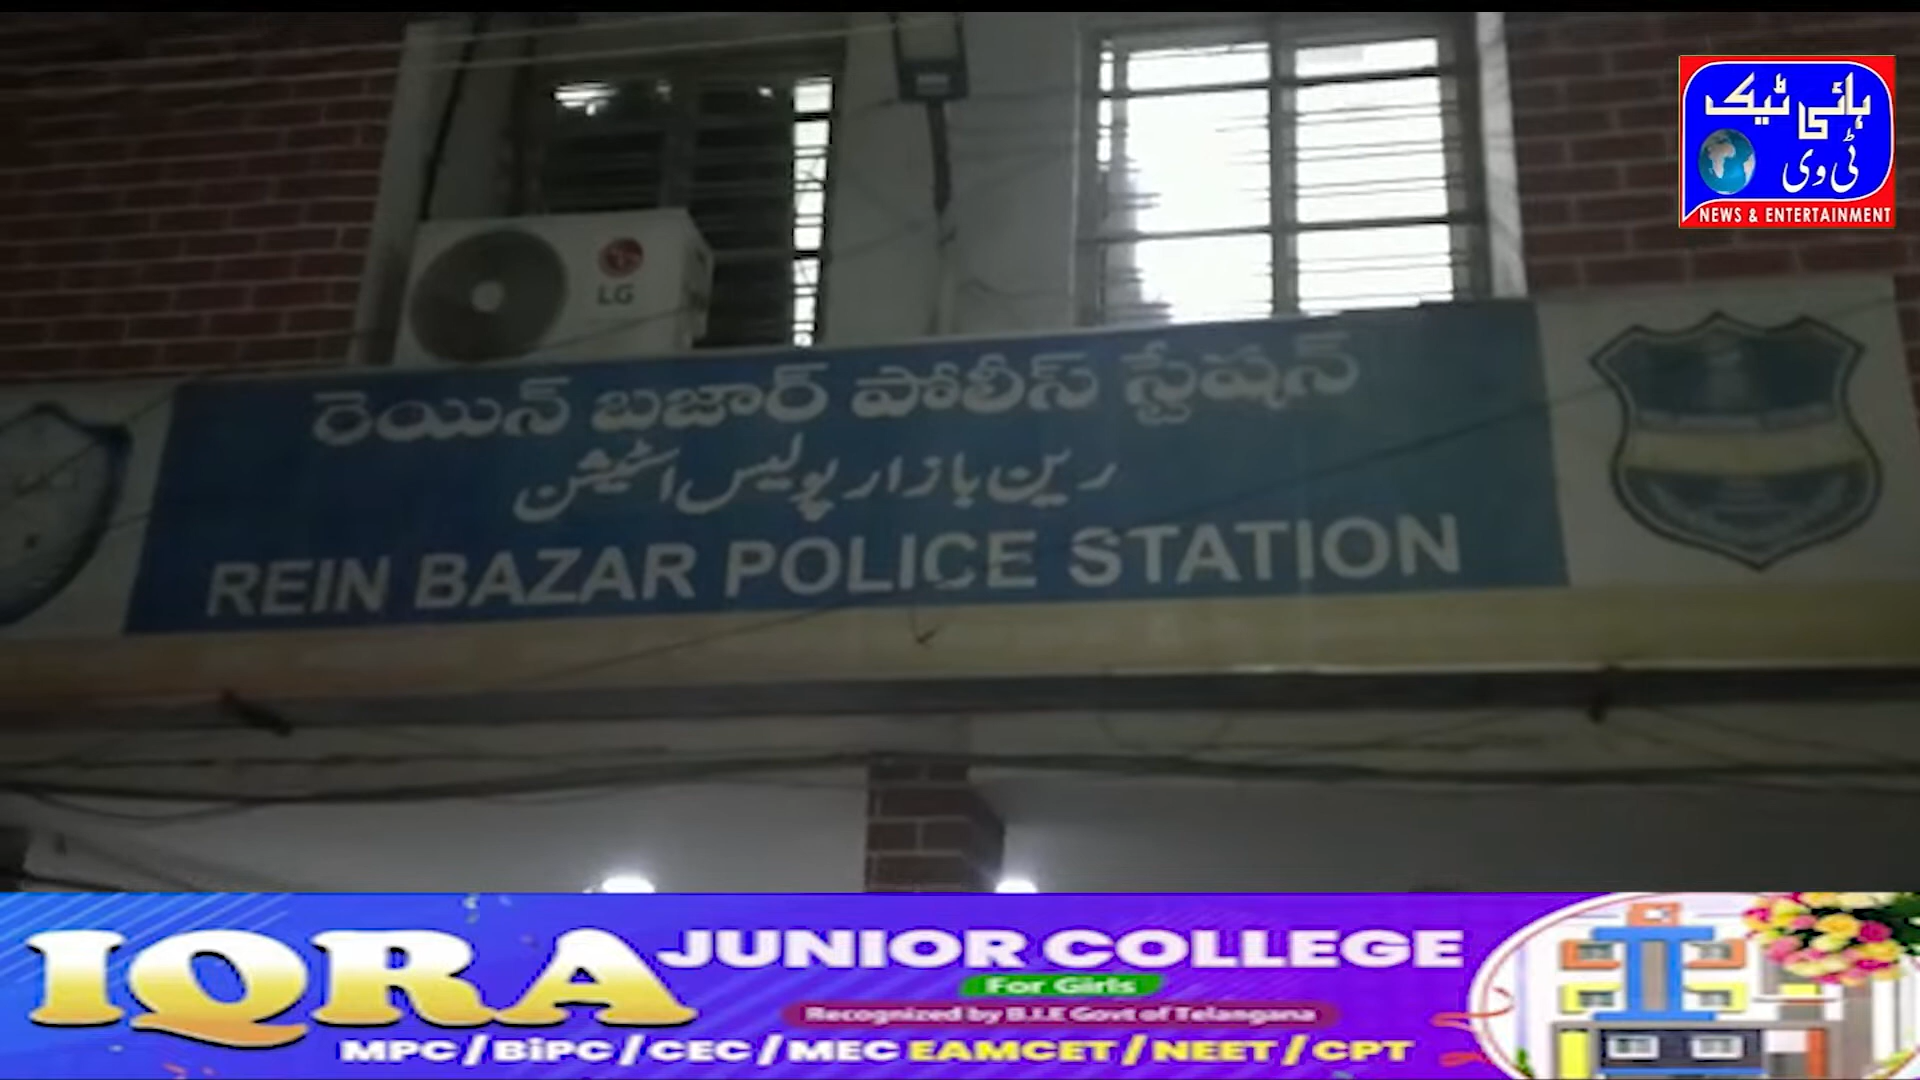 ہائی ٹیک
ٹی وی
NEWS & ENTERTAINMENT
LG
రెయిన్ బజార్ పోలీస్ స్టేషన్
رین بازار پولیس اسٹیشن
REIN BAZAR POLICE STATION
IQRA JUNIOR COLLEGE
For Girls
Recognized by B.I.E Govt of Telangana
MPC / BiPC / CEC / MEC EAMCET / NEET / CPT